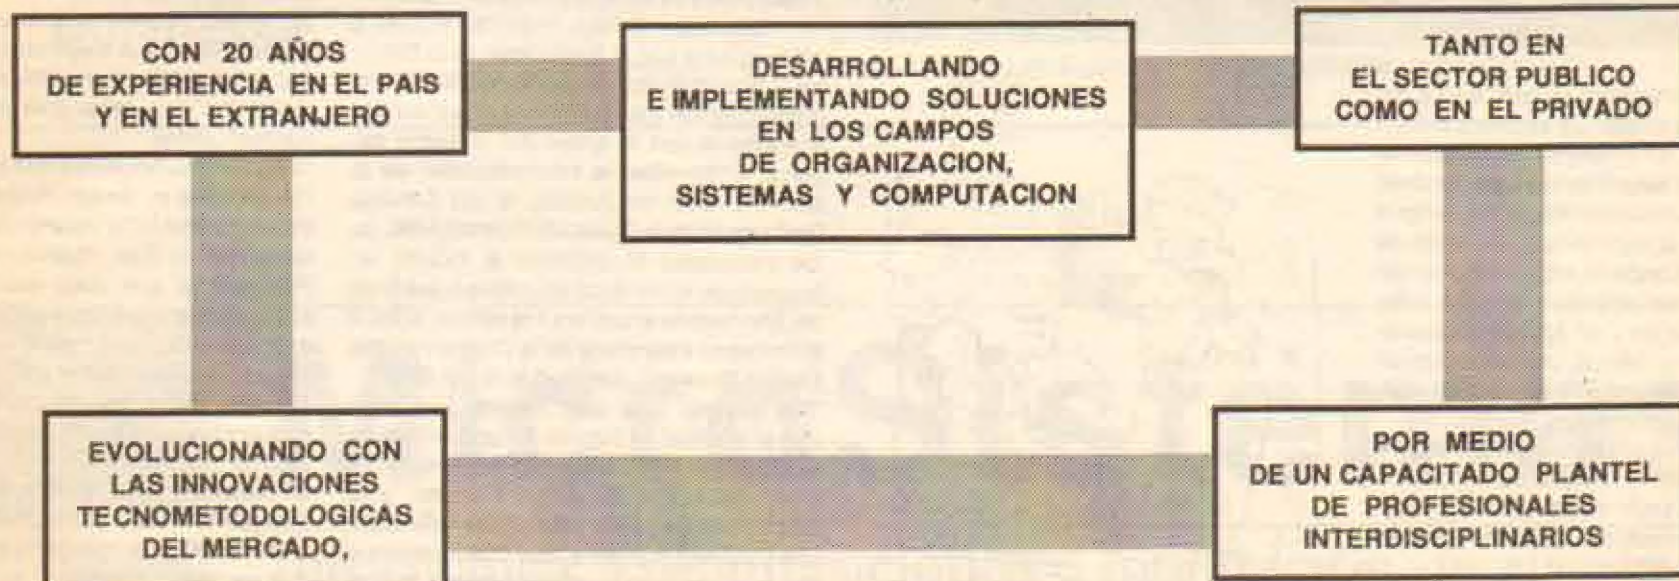 CON 20 AÑOS
DE EXPERIENCIA EN EL PAIS
Y EN EL EXTRANJERO
DESARROLLANDO
E IMPLEMENTANDO SOLUCIONES
EN LOS CAMPOS
DE ORGANIZACION,
SISTEMAS Y COMPUTACION
TANTO EN
EL SECTOR PUBLICO
COMO EN EL PRIVADO
POR MEDIO
DE UN CAPACITADO PLANTEL
DE PROFESIONALES
INTERDISCIPLINARIOS
EVOLUCIONANDO CON
LAS INNOVACIONES
TECNOMETODOLOGICAS
DEL MERCADO,